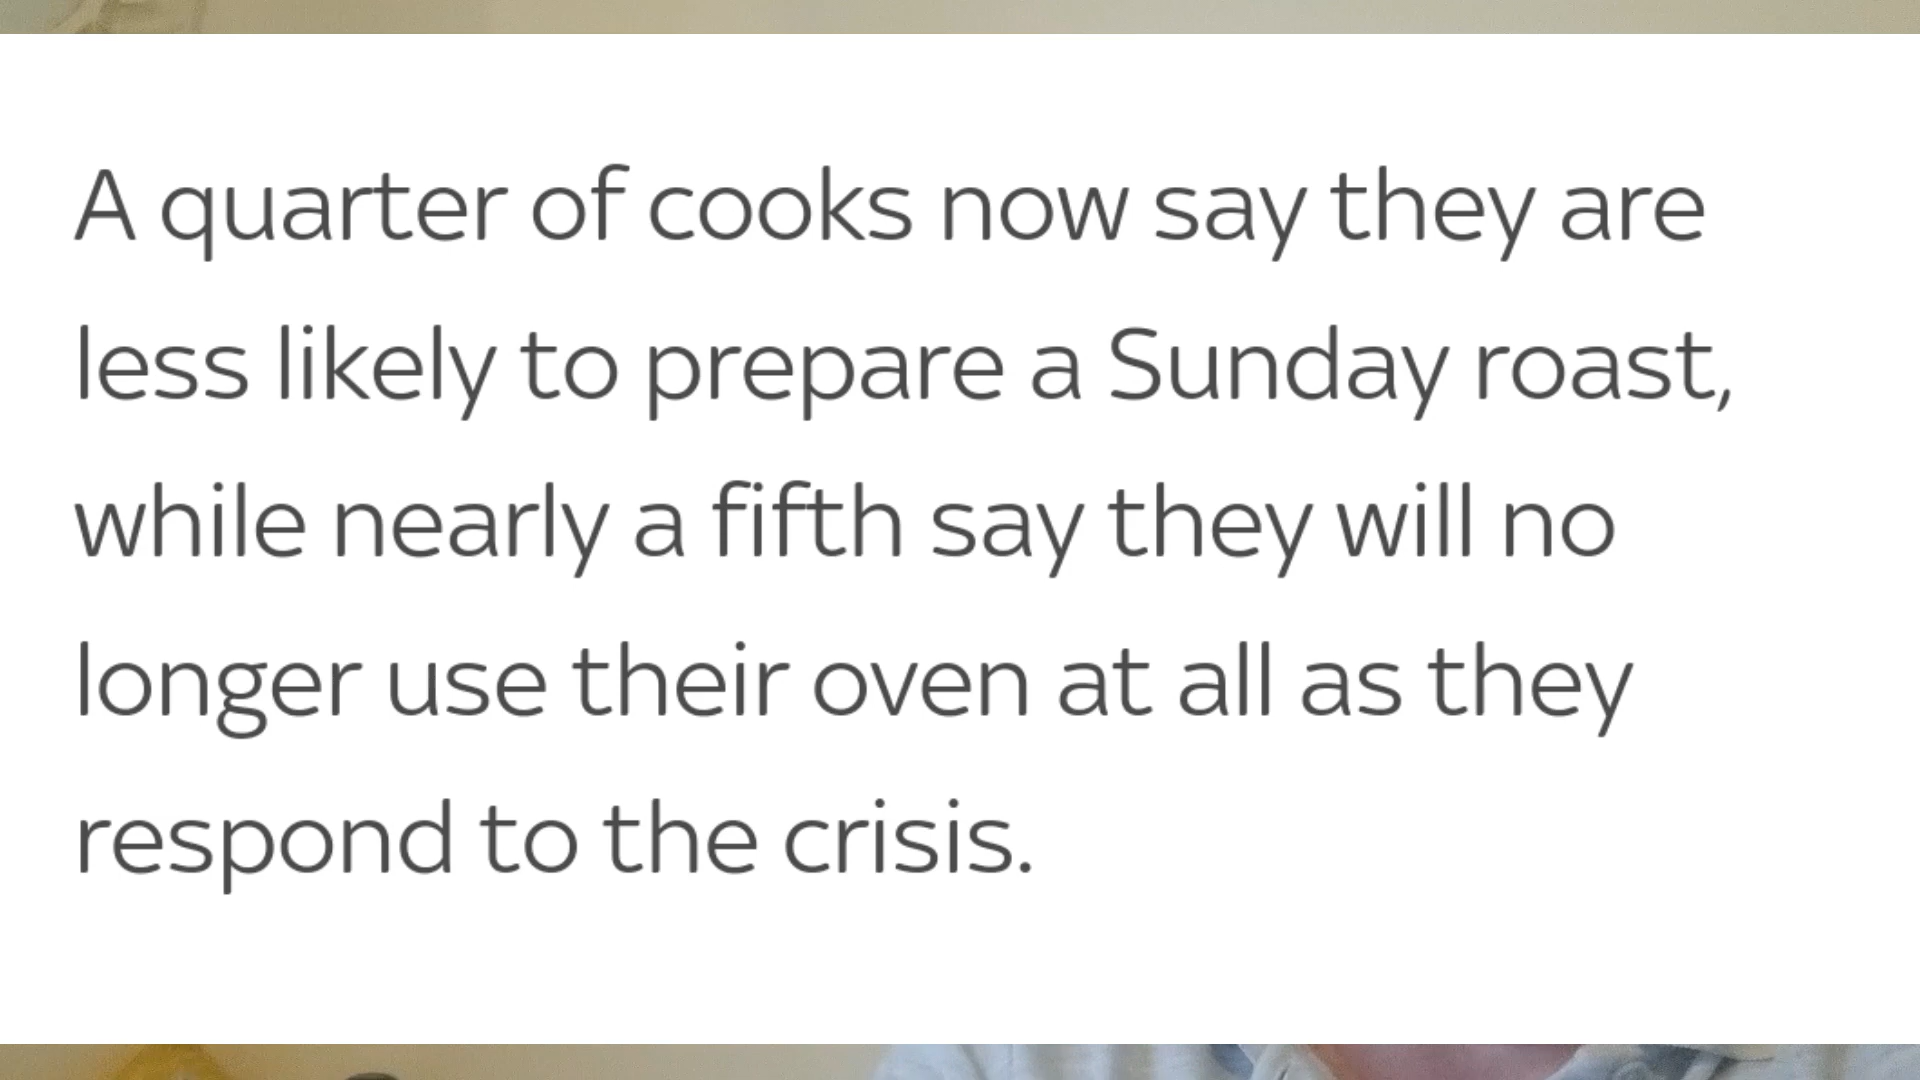 A quarter of cooks now say they are
less likely to prepare a Sunday roast,
while nearly a fifth say they will no
longer use their oven at all as they
respond to the crisis.